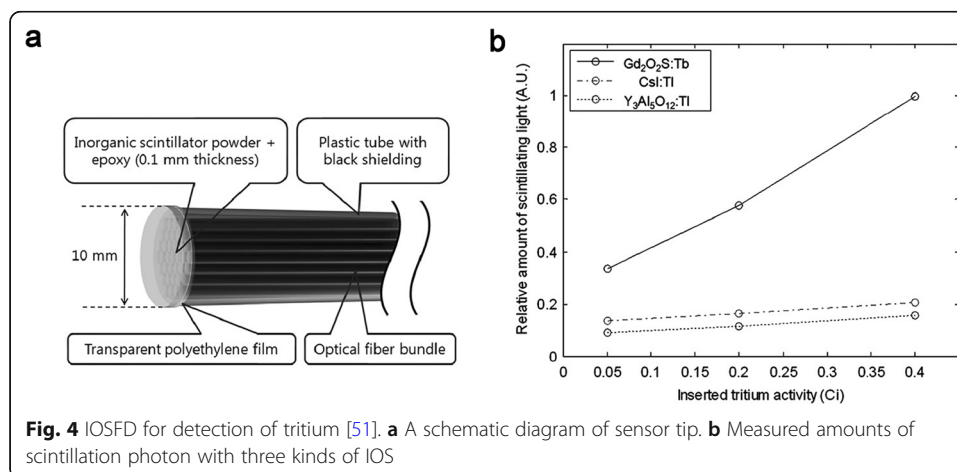 a
Inorganic scintillator powder +
epoxy (0.1 mm thickness)
Plastic tube with
black shielding
10 mm
Transparent polyethylene film
Optical fiber bundle
b
Relative amount of scintillating light (A.U.)
Gd2O2S:Tb
CsI:Tl
Y3Al5O12:Tl
1
0.8
0.6
0.4
0.2
0
0 0.05 0.1 0.15 0.2 0.25 0.3 0.35 0.4 0.45
Inserted tritium activity (Ci)
Fig. 4 IOSFD for detection of tritium [51]. a A schematic diagram of sensor tip. b Measured amounts of
scintillation photon with three kinds of IOS